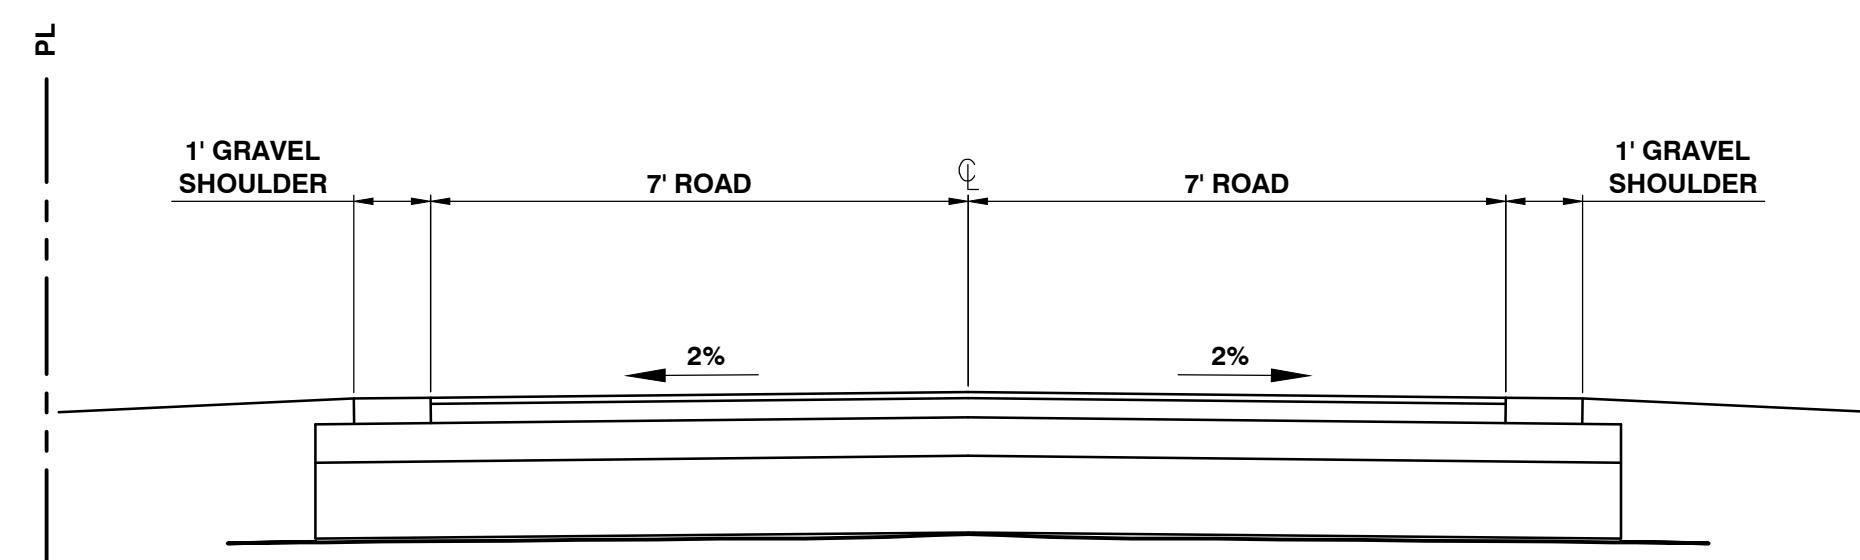 PL
1' GRAVEL
SHOULDER
7' ROAD
℄
7' ROAD
1' GRAVEL
SHOULDER
2%
2%